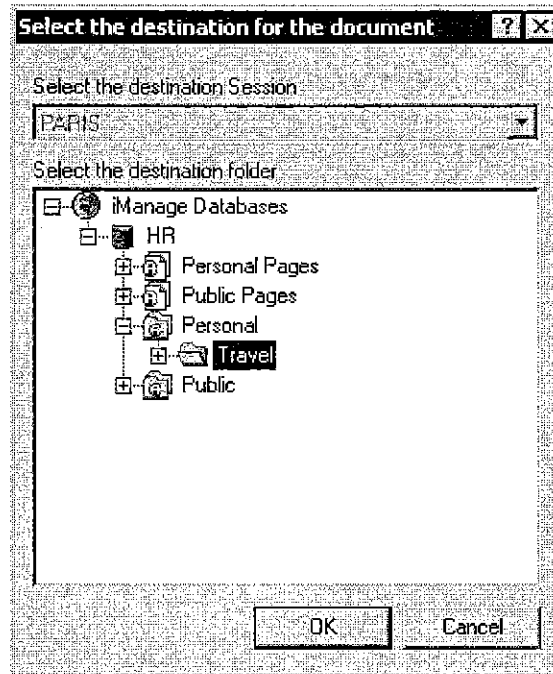 Select the destination for the document ? X
Select the destination Session
PARIS
Select the destination folder
iManage Databases
HR
Personal Pages
Public Pages
Personal
Travel
Public
OK Cancel